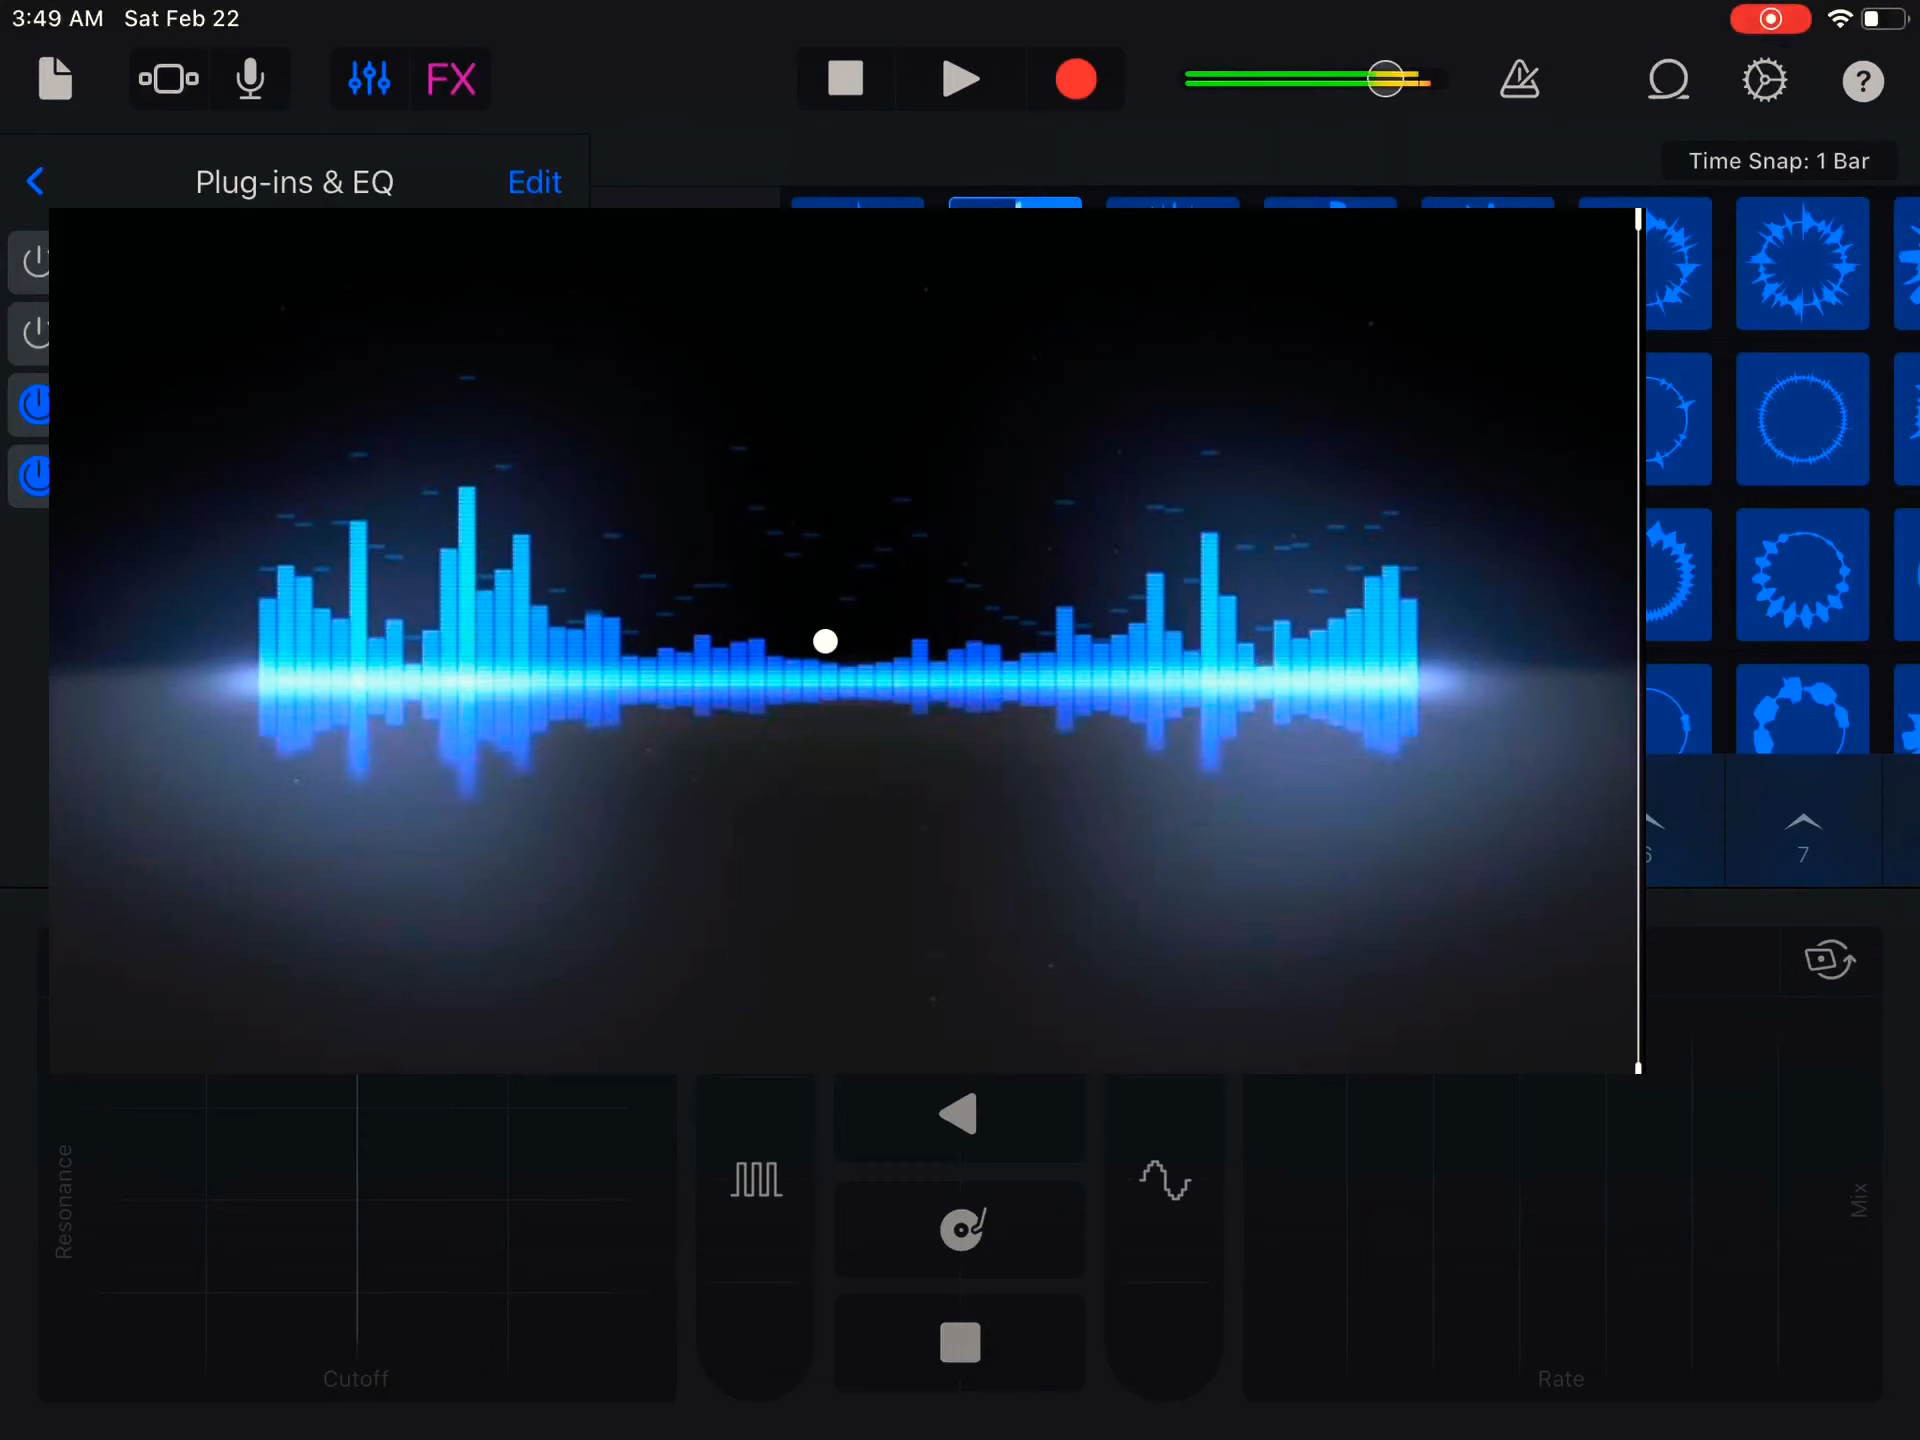 3:49 AM Sat Feb 22
FX
?
Plug-ins & EQ
Edit
Time Snap: 1 Bar
6
7
Resonance
Cutoff
Mix
Rate